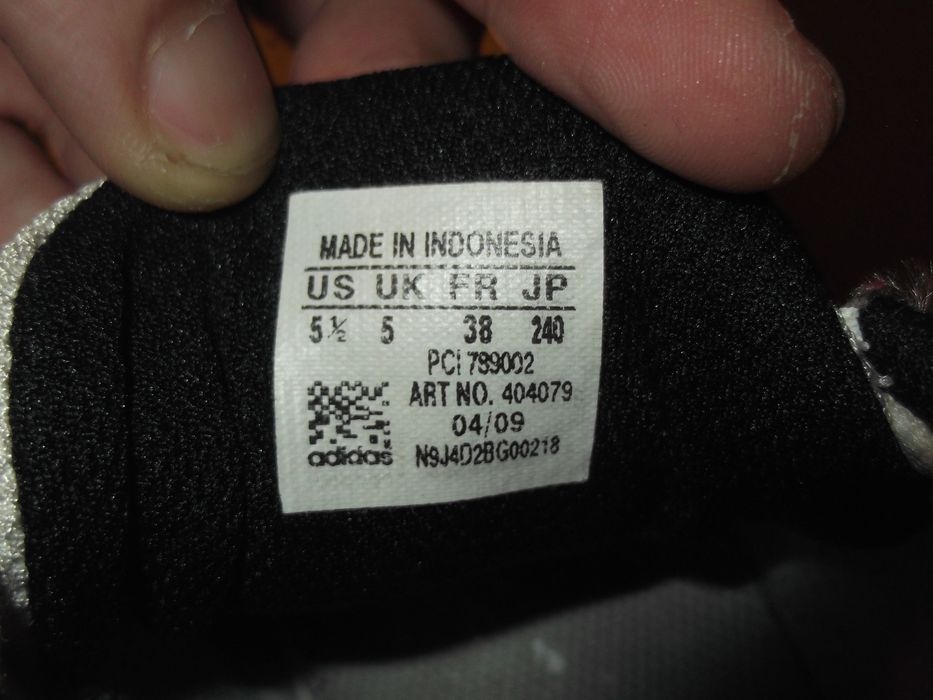 MADE IN INDONESIA
US UK FR JP
5½ 5 38 240
PCI 789002
ART NO. 404079
04/09
adidas N9J4D2BG00218